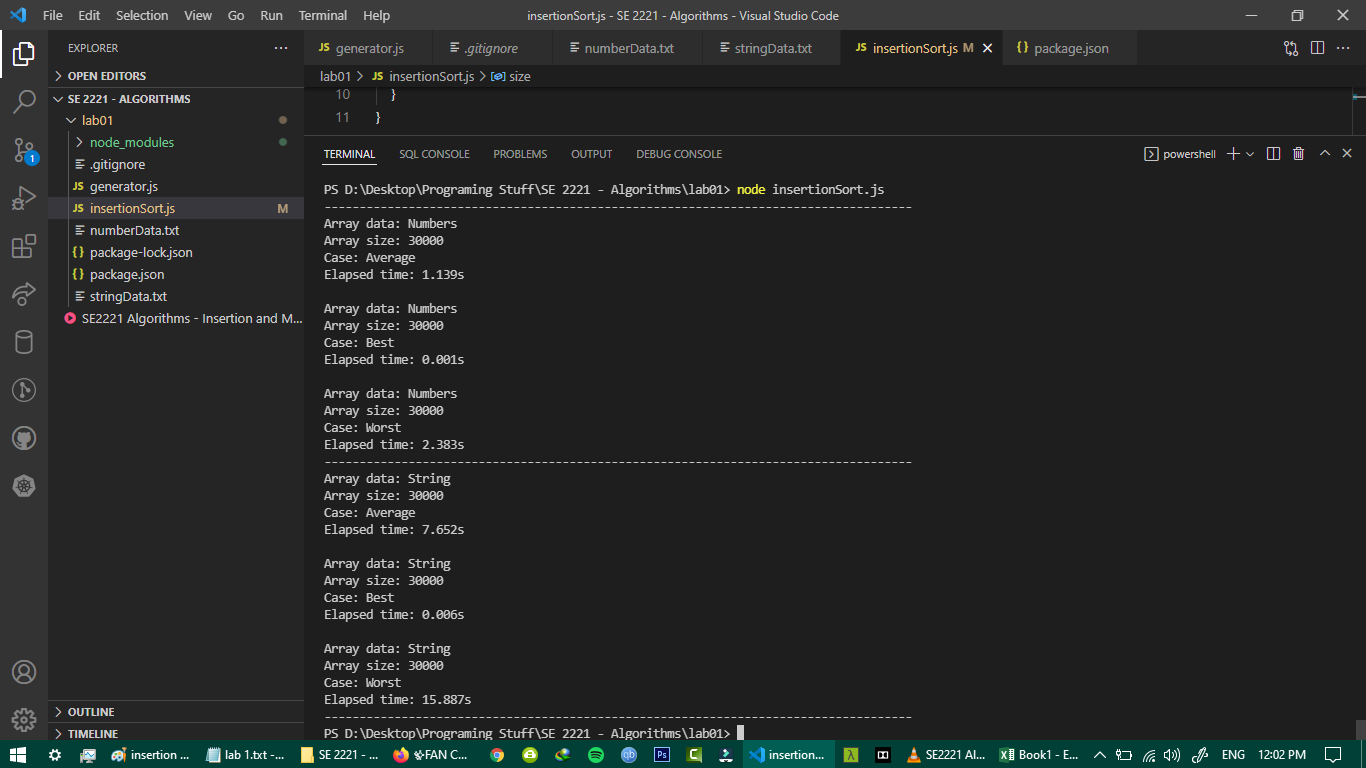 File Edit Selection View Go Run Terminal Help insertionSort.js - SE 2221 - Algorithms - Visual Studio Code
EXPLORER
JS generator.js .gitignore numberData.txt stringData.txt JS insertionSort.js M {} package.json
OPEN EDITORS
lab01 > JS insertionSort.js > size
SE 2221 - ALGORITHMS
lab01
node_modules
.gitignore
JS generator.js
JS insertionSort.js M
numberData.txt
{} package-lock.json
{} package.json
stringData.txt
SE2221 Algorithms - Insertion and M...
1
OUTLINE
TIMELINE
10 }
11 }
TERMINAL SQL CONSOLE PROBLEMS OUTPUT DEBUG CONSOLE powershell
PS D:\Desktop\Programing Stuff\SE 2221 - Algorithms\lab01> node insertionSort.js
------------------------------------------------------------------------------------
Array data: Numbers
Array size: 30000
Case: Average
Elapsed time: 1.139s
Array data: Numbers
Array size: 30000
Case: Best
Elapsed time: 0.001s
Array data: Numbers
Array size: 30000
Case: Worst
Elapsed time: 2.383s
------------------------------------------------------------------------------------
Array data: String
Array size: 30000
Case: Average
Elapsed time: 7.652s
Array data: String
Array size: 30000
Case: Best
Elapsed time: 0.006s
Array data: String
Array size: 30000
Case: Worst
Elapsed time: 15.887s
------------------------------------------------------------------------------------
PS D:\Desktop\Programing Stuff\SE 2221 - Algorithms\lab01>
insertion ... lab 1.txt -... SE 2221 - ... FAN C... qb Ps insertion... λ SE2221 Al... Book1 - E... ENG 12:02 PM